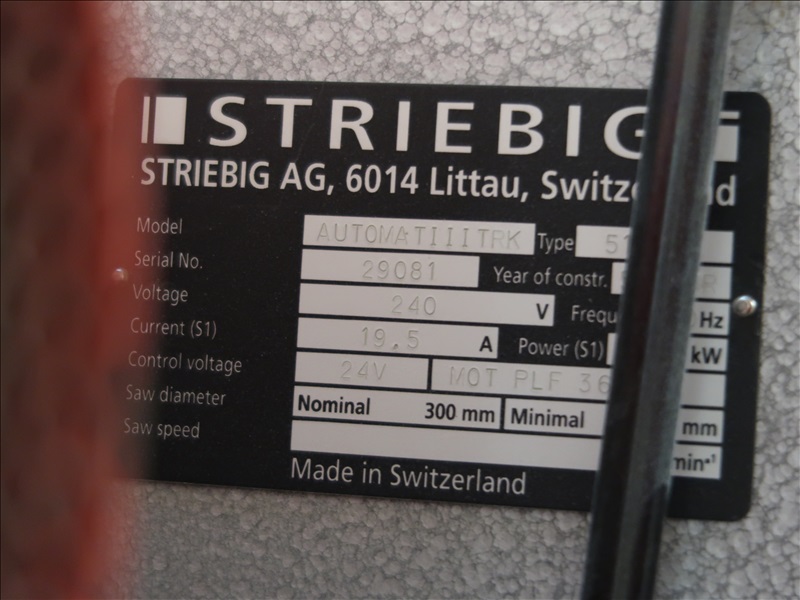 STRIEBIG
STRIEBIG AG, 6014 Littau,
Model AUTOMATIIITRK Type
Serial No. 29081 Year of constr.
Voltage 240 V
Current (S1) 19.5 A Power (S1) kW
Control voltage 24V MOT PLF
Saw diameter Nominal 300 mm Minimal mm
Saw speed
Made in Switzerland
Hz